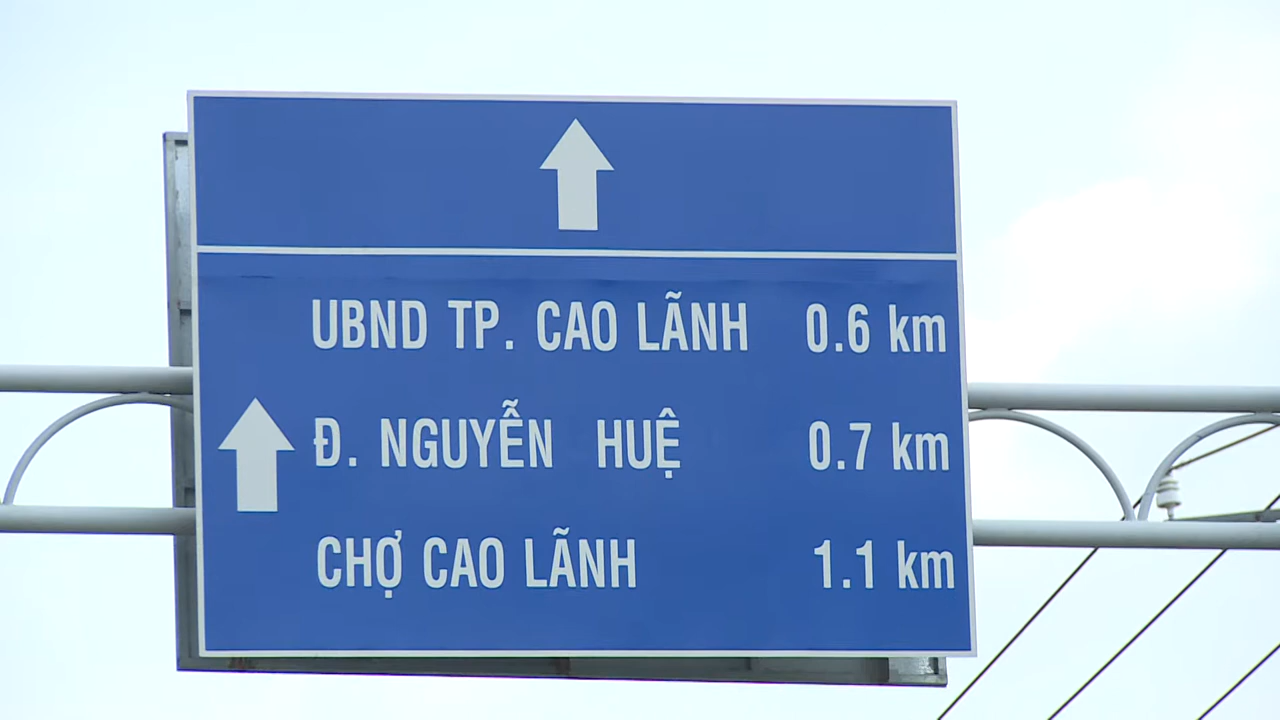 UBND TP. CAO LÃNH 0.6 km
Đ. NGUYỄN HUỆ 0.7 km
CHỢ CAO LÃNH 1.1 km